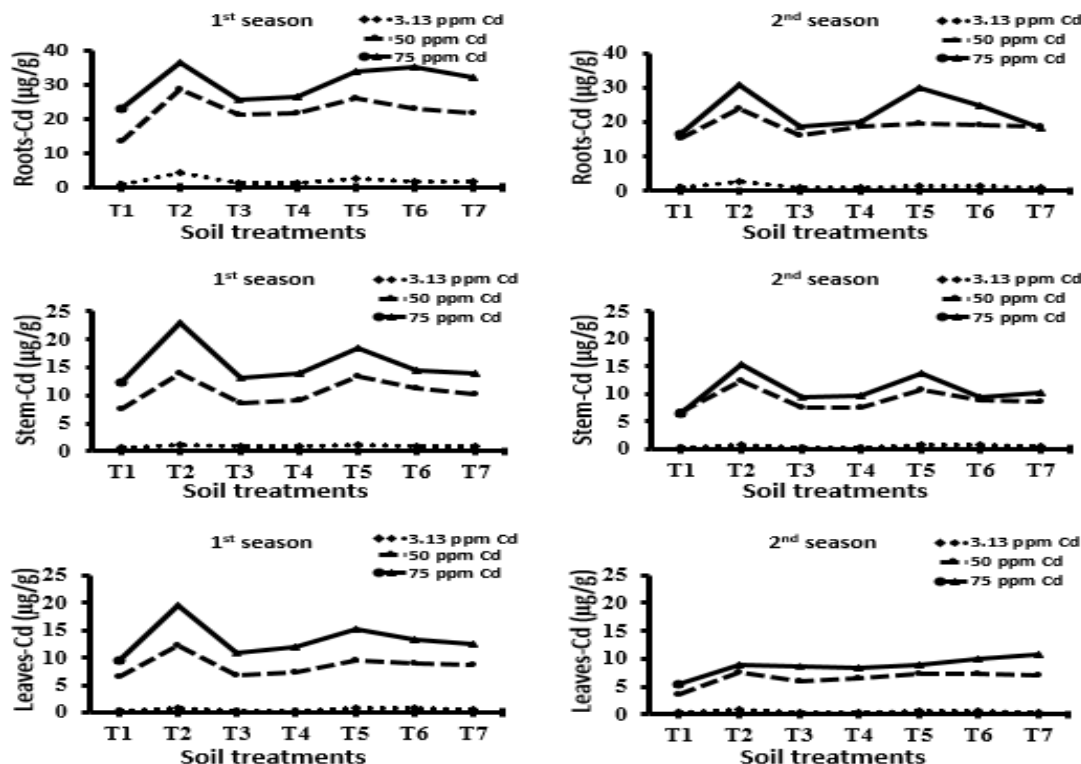 1st season
3.13 ppm Cd
50 ppm Cd
75 ppm Cd
Roots-Cd (µg/g)
40
30
20
10
0
T1 T2 T3 T4 T5 T6 T7
Soil treatments
2nd season
3.13 ppm Cd
50 ppm Cd
75 ppm Cd
Roots-Cd (µg/g)
40
30
20
10
0
T1 T2 T3 T4 T5 T6 T7
Soil treatments
1st season
3.13 ppm Cd
50 ppm Cd
75 ppm Cd
Stem-Cd (µg/g)
25
20
15
10
5
0
T1 T2 T3 T4 T5 T6 T7
Soil treatments
2nd season
3.13 ppm Cd
50 ppm Cd
75 ppm Cd
Stem-Cd (µg/g)
25
20
15
10
5
0
T1 T2 T3 T4 T5 T6 T7
Soil treatments
1st season
3.13 ppm Cd
50 ppm Cd
75 ppm Cd
Leaves-Cd (µg/g)
25
20
15
10
5
0
T1 T2 T3 T4 T5 T6 T7
Soil treatments
2nd season
3.13 ppm Cd
50 ppm Cd
75 ppm Cd
Leaves-Cd (µg/g)
25
20
15
10
5
0
T1 T2 T3 T4 T5 T6 T7
Soil treatments